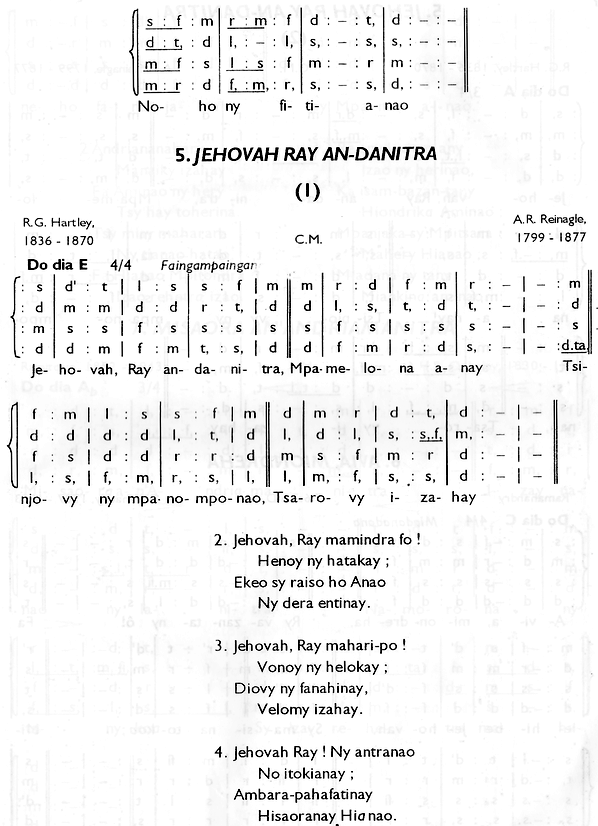 s : f : m | r : m : f | d : – : t, | d : – : –
d : t, : d | l, : – : l, | s, : – : s, | s, : – : –
m : f : s | l : s : f | m : – : r | m : – : –
m : r : d | f, : m, : r, | s, : – : s, | d, : – : –
No- ho ny fi- ti- a- nao
5. JEHOVAH RAY AN-DANITRA
(1)
R.G. Hartley,
1836 - 1870
C.M.
A.R. Reinagle,
1799 - 1877
Do dia E 4/4 Faingampaingan
: s | d' : t | l : s | s : f | m || m | r : d | f : m | r : – | – : m
: d | m : m | d : d | r : t, | d || d | l, : s, | t, : d | t, : – | – : d
: m | s : s | f : s | s : s | s || s | f : s | s : s | s : – | – : s
: d | d : m | f : m | t, : s, | d || d | f : m | r : d | s, : – | – : d.ta,
Je- ho- vah, Ray an- da- ni- tra, Mpa-me- lo- na a- nay Tsi-
f : m | l : s | s : f | m || d | m : r | d : t, | d : – | –
d : d | d : d | l, : t, | d || l, | d : l, | s, : s,.f, | m, : – | –
f : s | d : d | r : r | d || m | s : f | m : r | d : – | –
l, : s, | f, : m, | r, : s, | l, || l, | m, : f, | s, : s, | d, : – | –
njo- vy ny mpa- no- mpo- nao, Tsa- ro- vy i- za- hay
2. Jehovah, Ray mamindra fo !
Henoy ny hatakay ;
Ekeo sy raiso ho Anao
Ny dera entinay.
3. Jehovah, Ray mahari-po !
Vonoy ny helokay ;
Diovy ny fanahinay,
Velomy izahay.
4. Jehovah Ray ! Ny antranao
No itokianay ;
Ambara-pahafatinay
Hisaoranay Hianao.